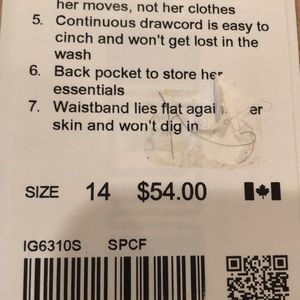 her moves, not her clothes
5. Continuous drawcord is easy to
cinch and won't get lost in the
wash
6. Back pocket to store her
essentials
7. Waistband lies flat er
skin and won't dig in
SIZE 14 $54.00
IG6310S SPCF